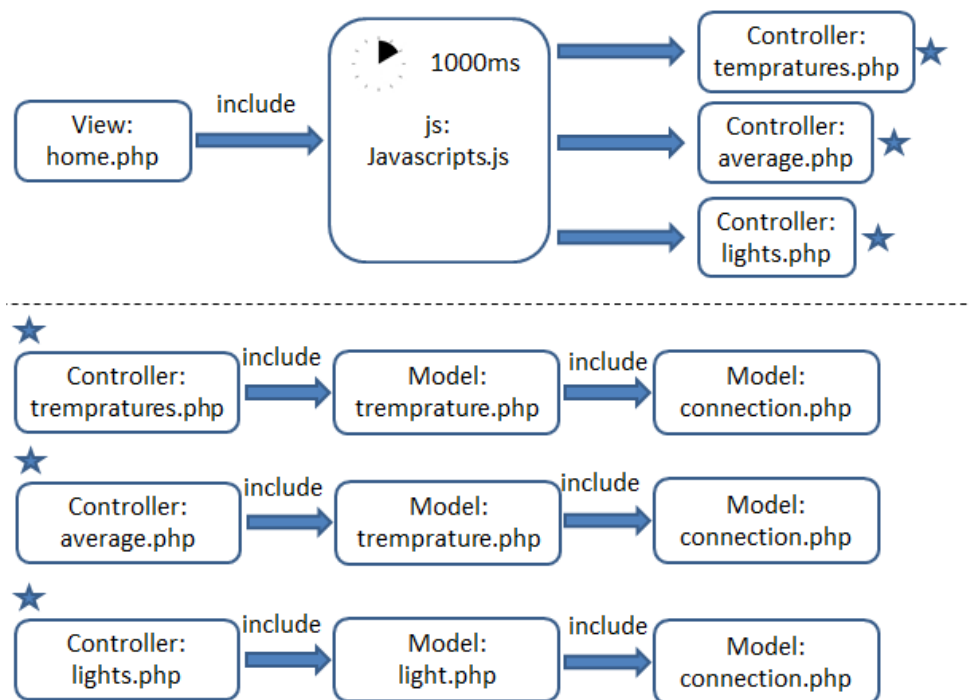 View:
home.php
include
1000ms
js:
Javascripts.js
Controller:
tempratures.php
Controller:
average.php
Controller:
lights.php
Controller:
trempratures.php
include
Model:
tremprature.php
include
Model:
connection.php
Controller:
average.php
include
Model:
tremprature.php
include
Model:
connection.php
Controller:
lights.php
include
Model:
light.php
include
Model:
connection.php